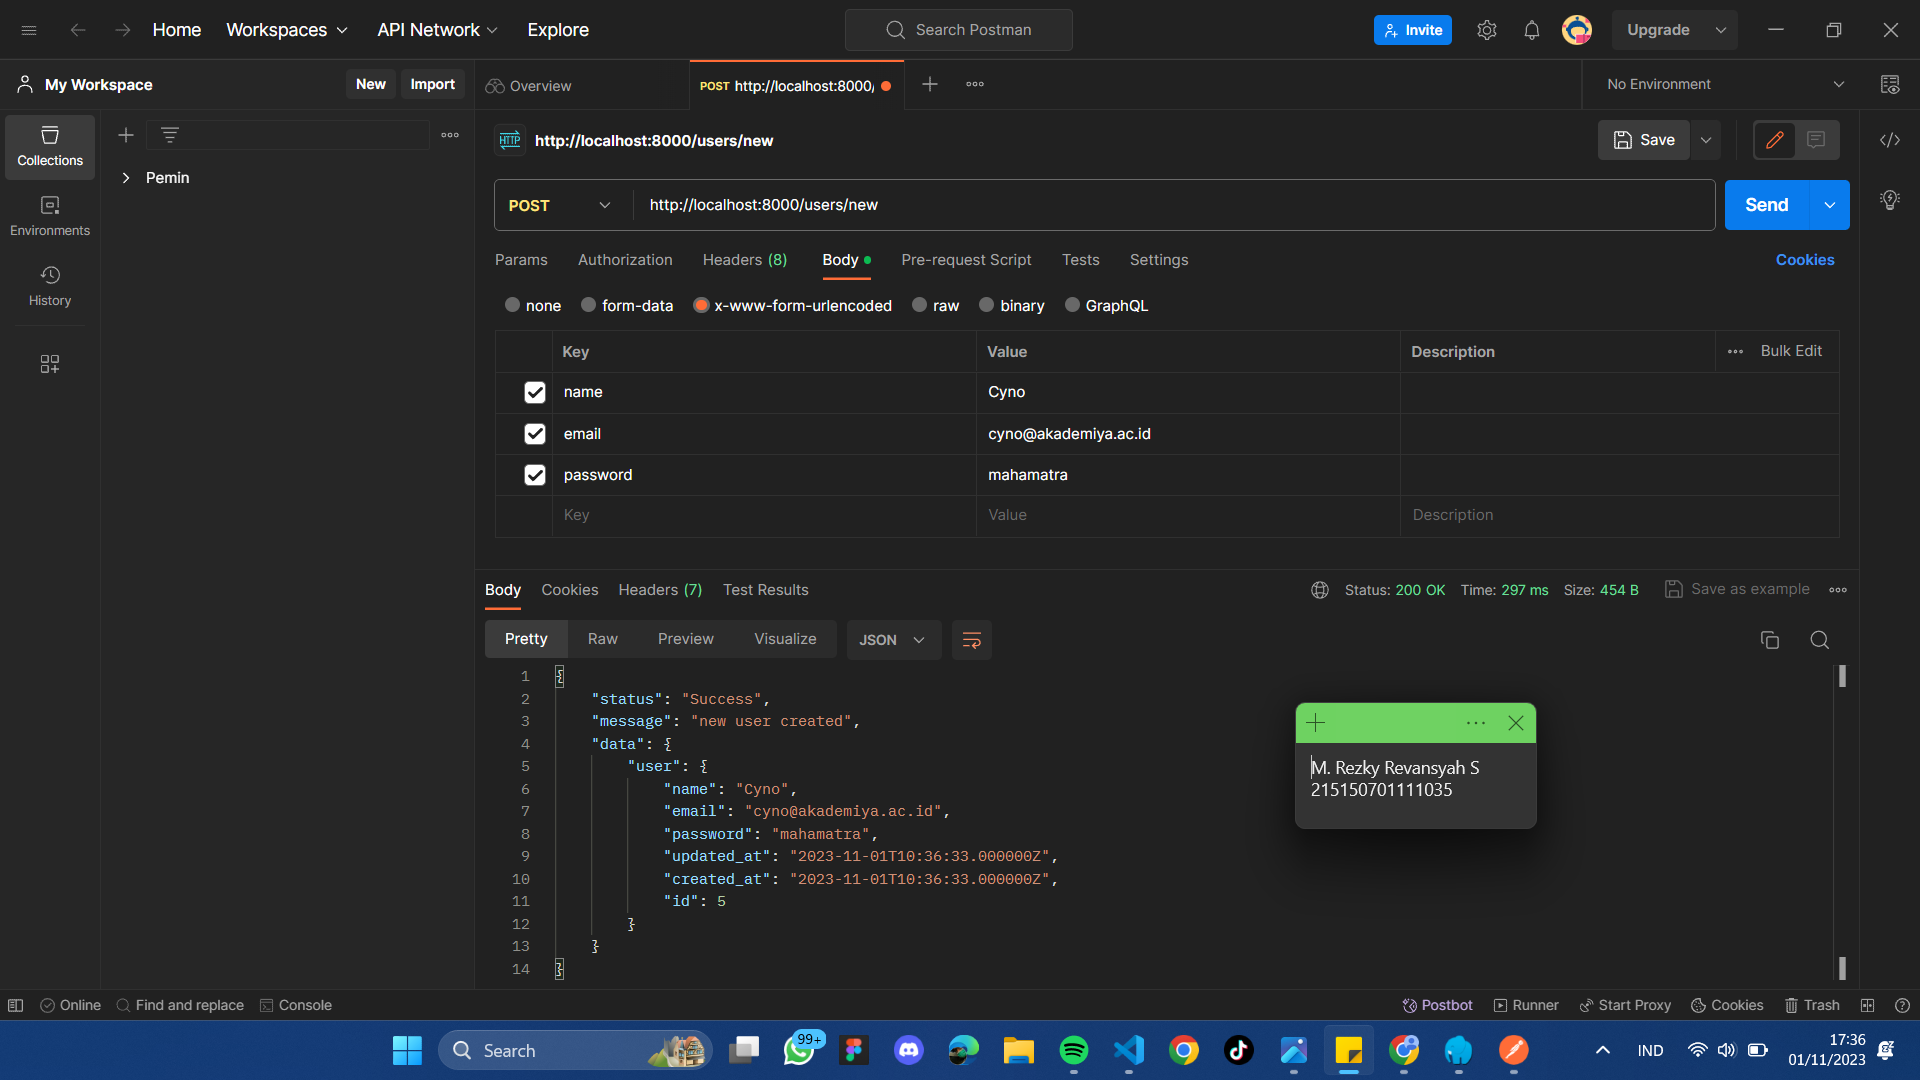 Home Workspaces API Network Explore Search Postman Invite Upgrade
My Workspace New Import Overview POST http://localhost:8000/ No Environment
HTTP http://localhost:8000/users/new Save
Collections
Pemin
Environments
History
POST http://localhost:8000/users/new Send
Params Authorization Headers (8) Body Pre-request Script Tests Settings Cookies
none form-data x-www-form-urlencoded raw binary GraphQL
Key Value Description Bulk Edit
name Cyno
email cyno@akademiya.ac.id
password mahamatra
Key Value Description
Body Cookies Headers (7) Test Results Status: 200 OK Time: 297 ms Size: 454 B Save as example
Pretty Raw Preview Visualize JSON
1 {
2 "status": "Success",
3 "message": "new user created",
4 "data": {
5 "user": {
6 "name": "Cyno",
7 "email": "cyno@akademiya.ac.id",
8 "password": "mahamatra",
9 "updated_at": "2023-11-01T10:36:33.000000Z",
10 "created_at": "2023-11-01T10:36:33.000000Z",
11 "id": 5
12 }
13 }
14 }
M. Rezky Revansyah S
215150701111035
Online Find and replace Console Postbot Runner Start Proxy Cookies Trash
Search 99+ IND 17:36
01/11/2023